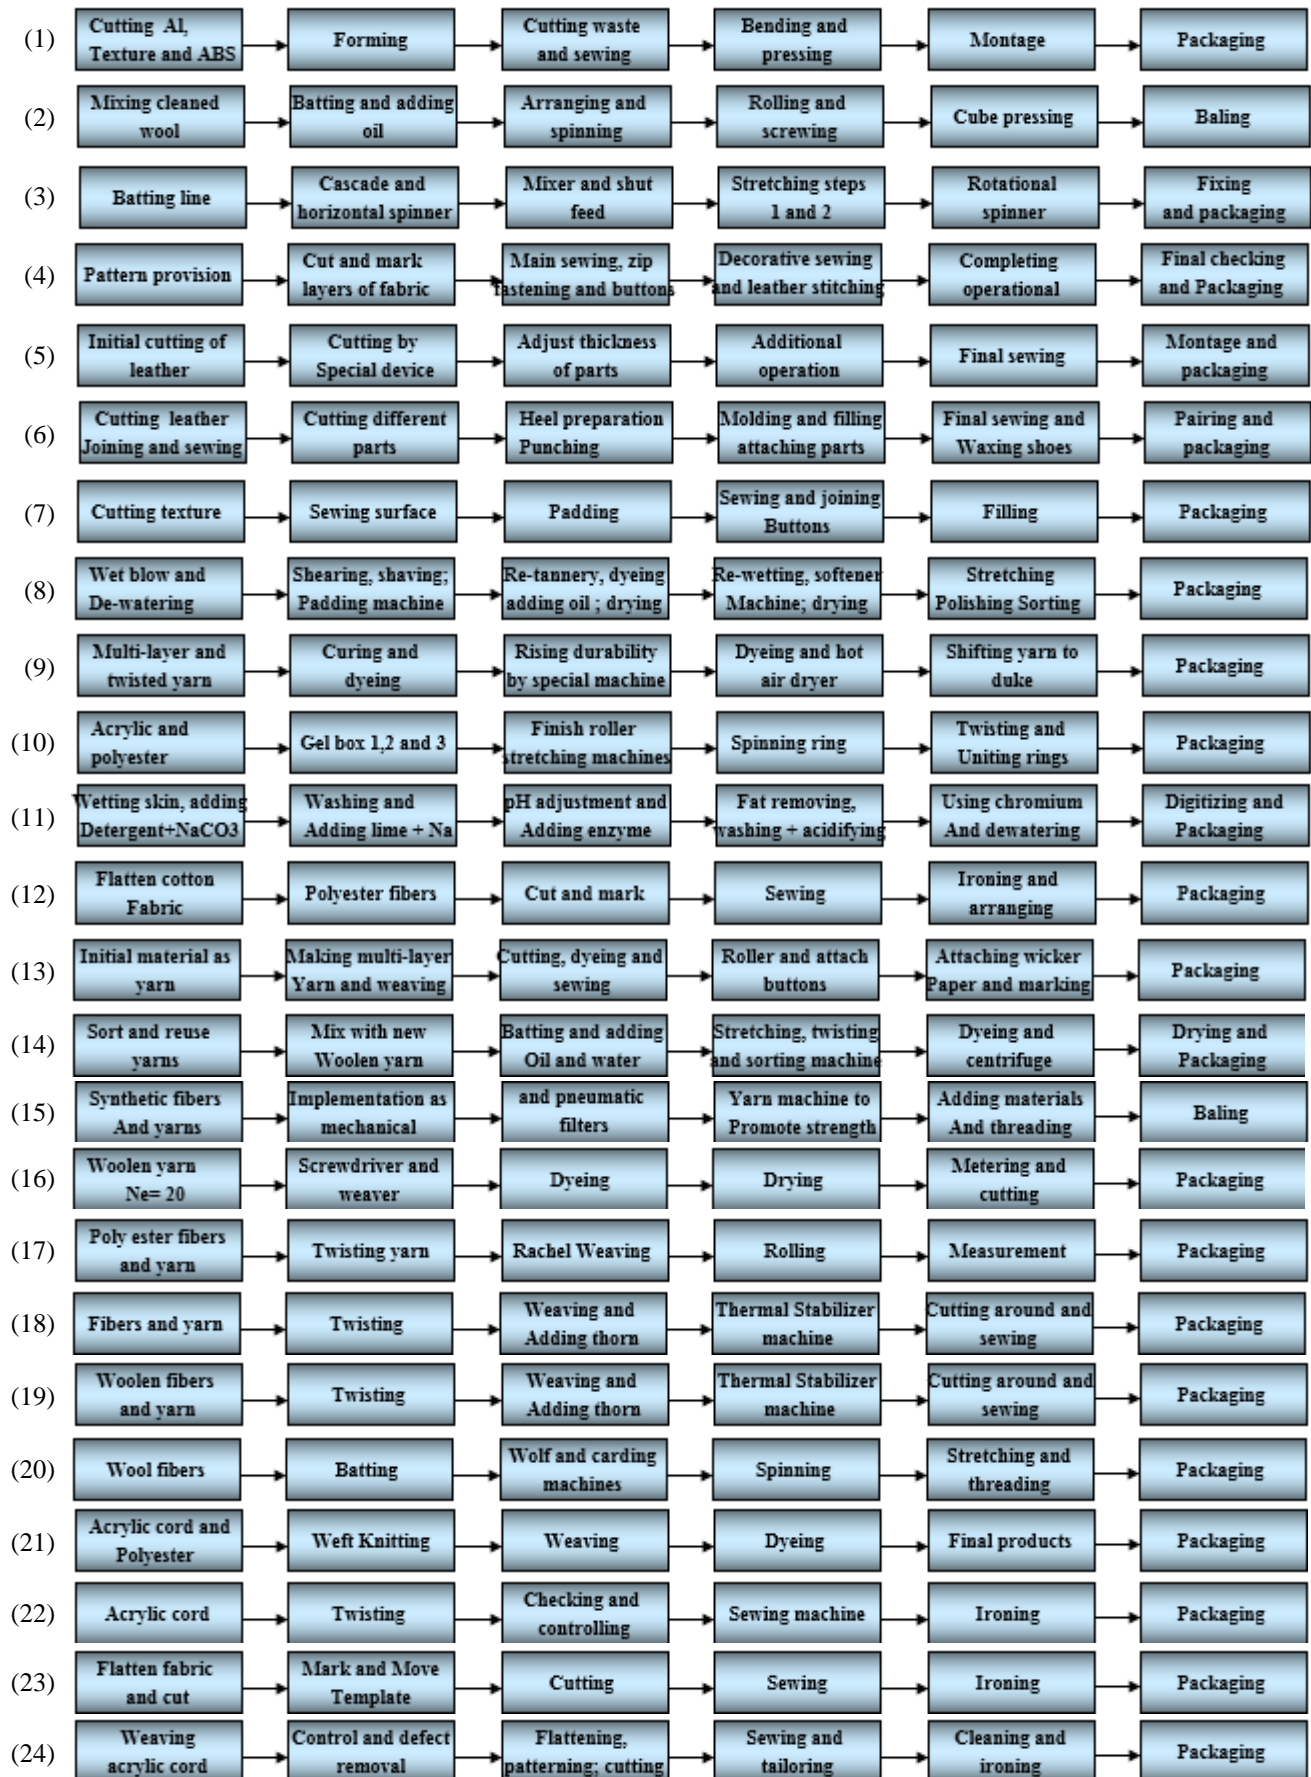 (1) Cutting Al, Texture and ABS Forming Cutting waste and sewing Bending and pressing Montage Packaging
(2) Mixing cleaned wool Batting and adding oil Arranging and spinning Rolling and screwing Cube pressing Baling
(3) Batting line Cascade and horizontal spinner Mixer and shut feed Stretching steps 1 and 2 Rotational spinner Fixing and packaging
(4) Pattern provision Cut and mark layers of fabric Main sewing, zip fastening and buttons Decorative sewing and leather stitching Completing operational Final checking and Packaging
(5) Initial cutting of leather Cutting by Special device Adjust thickness of parts Additional operation Final sewing Montage and packaging
(6) Cutting leather Joining and sewing Cutting different parts Heel preparation Punching Molding and filling attaching parts Final sewing and Waxing shoes Pairing and packaging
(7) Cutting texture Sewing surface Padding Sewing and joining Buttons Filling Packaging
(8) Wet blow and De-watering Shearing, shaving; Padding machine Re-tannery, dyeing adding oil ; drying Re-wetting, softener Machine; drying Stretching Polishing Sorting Packaging
(9) Multi-layer and twisted yarn Curing and dyeing Rising durability by special machine Dyeing and hot air dryer Shifting yarn to duke Packaging
(10) Acrylic and polyester Gel box 1,2 and 3 Finish roller stretching machines Spinning ring Twisting and Uniting rings Packaging
(11) Wetting skin, adding Detergent+NaCO3 Washing and Adding lime + Na pH adjustment and Adding enzyme Fat removing, washing + acidifying Using chromium And dewatering Digitizing and Packaging
(12) Flatten cotton Fabric Polyester fibers Cut and mark Sewing Ironing and arranging Packaging
(13) Initial material as yarn Making multi-layer Yarn and weaving Cutting, dyeing and sewing Roller and attach buttons Attaching wicker Paper and marking Packaging
(14) Sort and reuse yarns Mix with new Woolen yarn Batting and adding Oil and water Stretching, twisting and sorting machine Dyeing and centrifuge Drying and Packaging
(15) Synthetic fibers And yarns Implementation as mechanical and pneumatic filters Yarn machine to Promote strength Adding materials And threading Baling
(16) Woolen yarn Ne= 20 Screwdriver and weaver Dyeing Drying Metering and cutting Packaging
(17) Poly ester fibers and yarn Twisting yarn Rachel Weaving Rolling Measurement Packaging
(18) Fibers and yarn Twisting Weaving and Adding thorn Thermal Stabilizer machine Cutting around and sewing Packaging
(19) Woolen fibers and yarn Twisting Weaving and Adding thorn Thermal Stabilizer machine Cutting around and sewing Packaging
(20) Wool fibers Batting Wolf and carding machines Spinning Stretching and threading Packaging
(21) Acrylic cord and Polyester Weft Knitting Weaving Dyeing Final products Packaging
(22) Acrylic cord Twisting Checking and controlling Sewing machine Ironing Packaging
(23) Flatten fabric and cut Mark and Move Template Cutting Sewing Ironing Packaging
(24) Weaving acrylic cord Control and defect removal Flattening, patterning; cutting Sewing and tailoring Cleaning and ironing Packaging